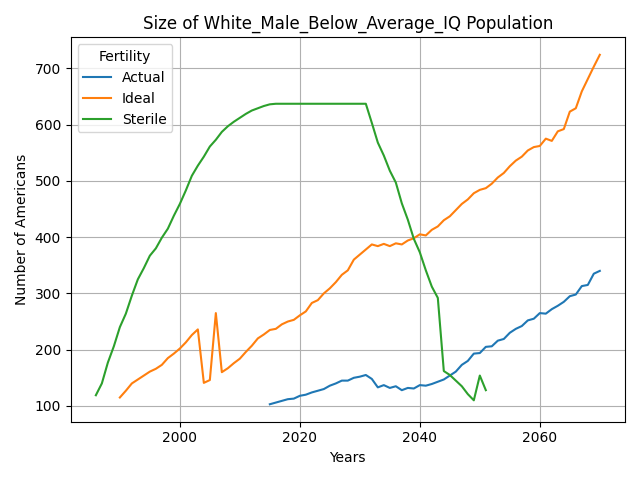 Size of White_Male_Below_Average_IQ Population
Fertility
Actual
Ideal
Sterile
Number of Americans
700
600
500
400
300
200
100
2000
2020
2040
2060
Years